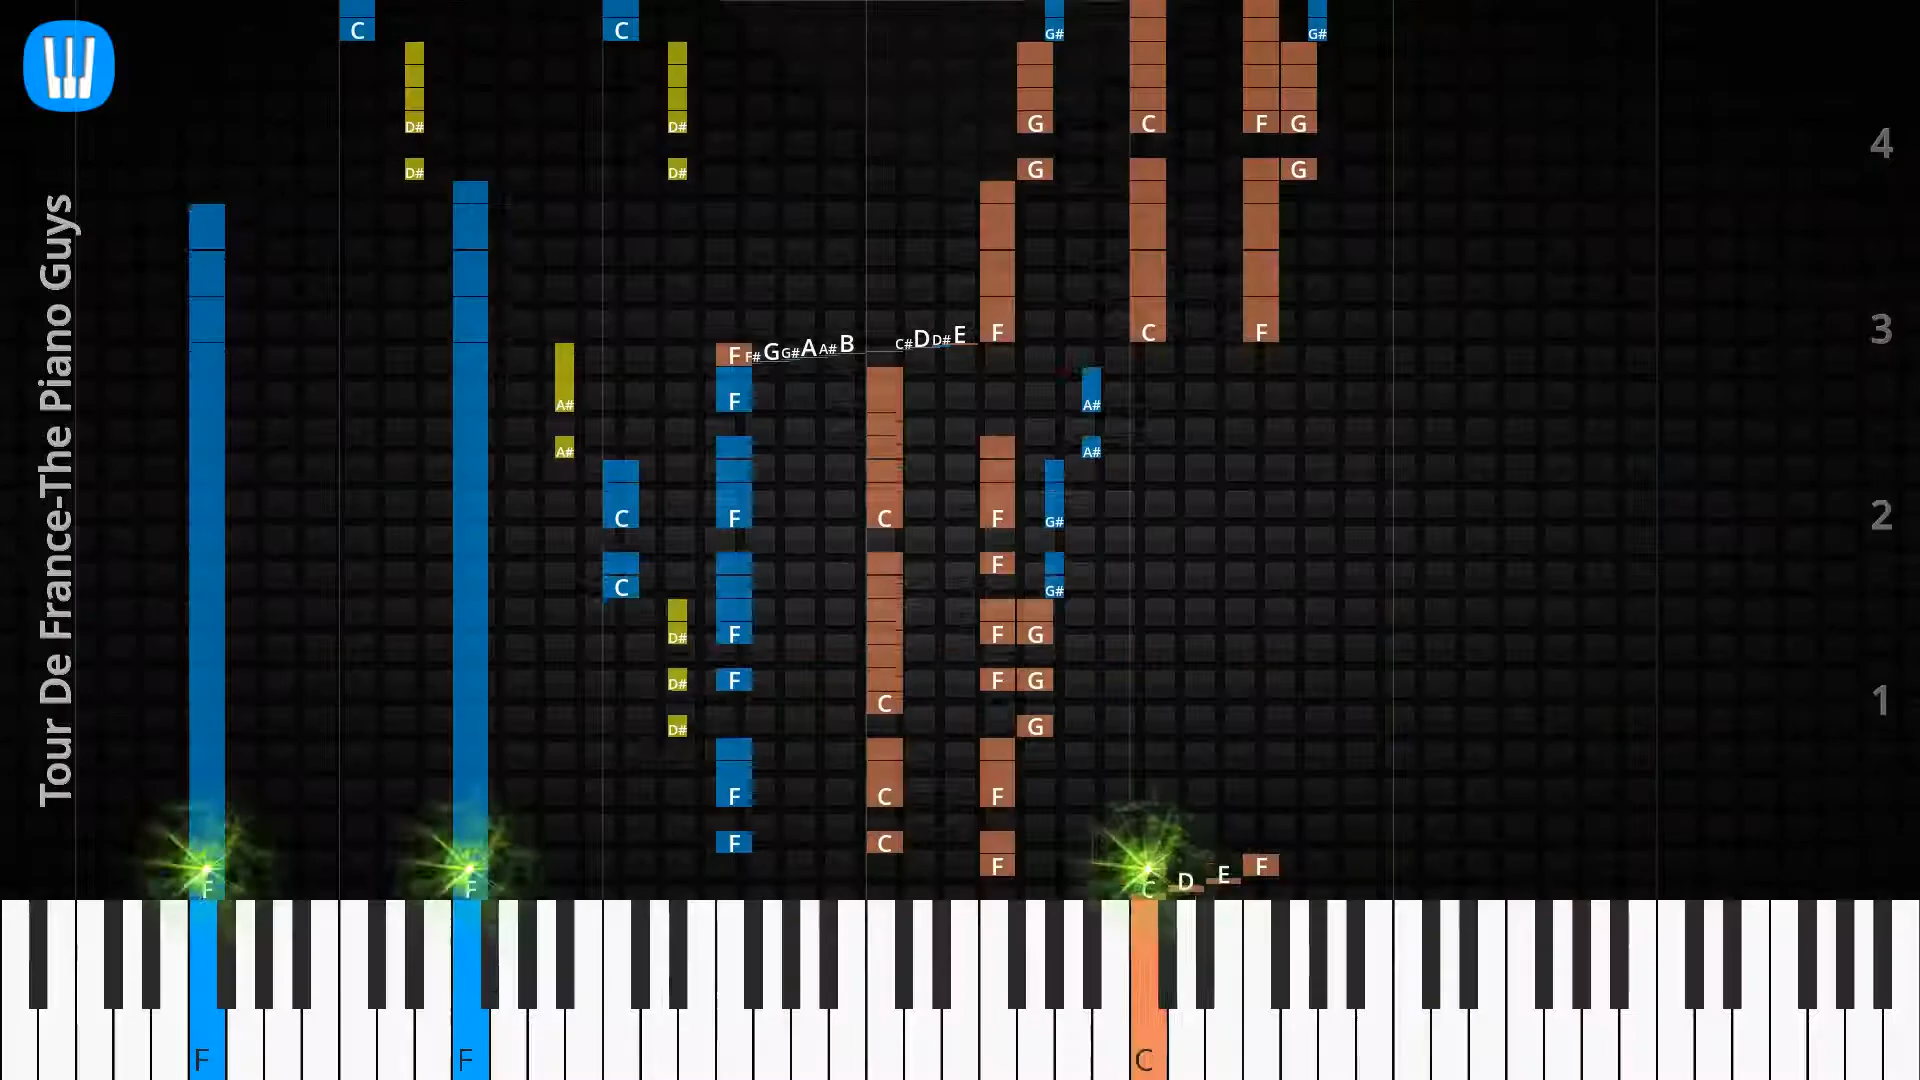 Tour De France-The Piano Guys
C C G# G#
D# D# G C F G
4
D# D# G G
F F# G G# A A# B C# D D# E F C F
3
A# F A#
A# A#
C F C F G#
2
C F G#
D# F F G
D# F C F G
1
D# G
F C F
F C F
F F C D E F
F F C